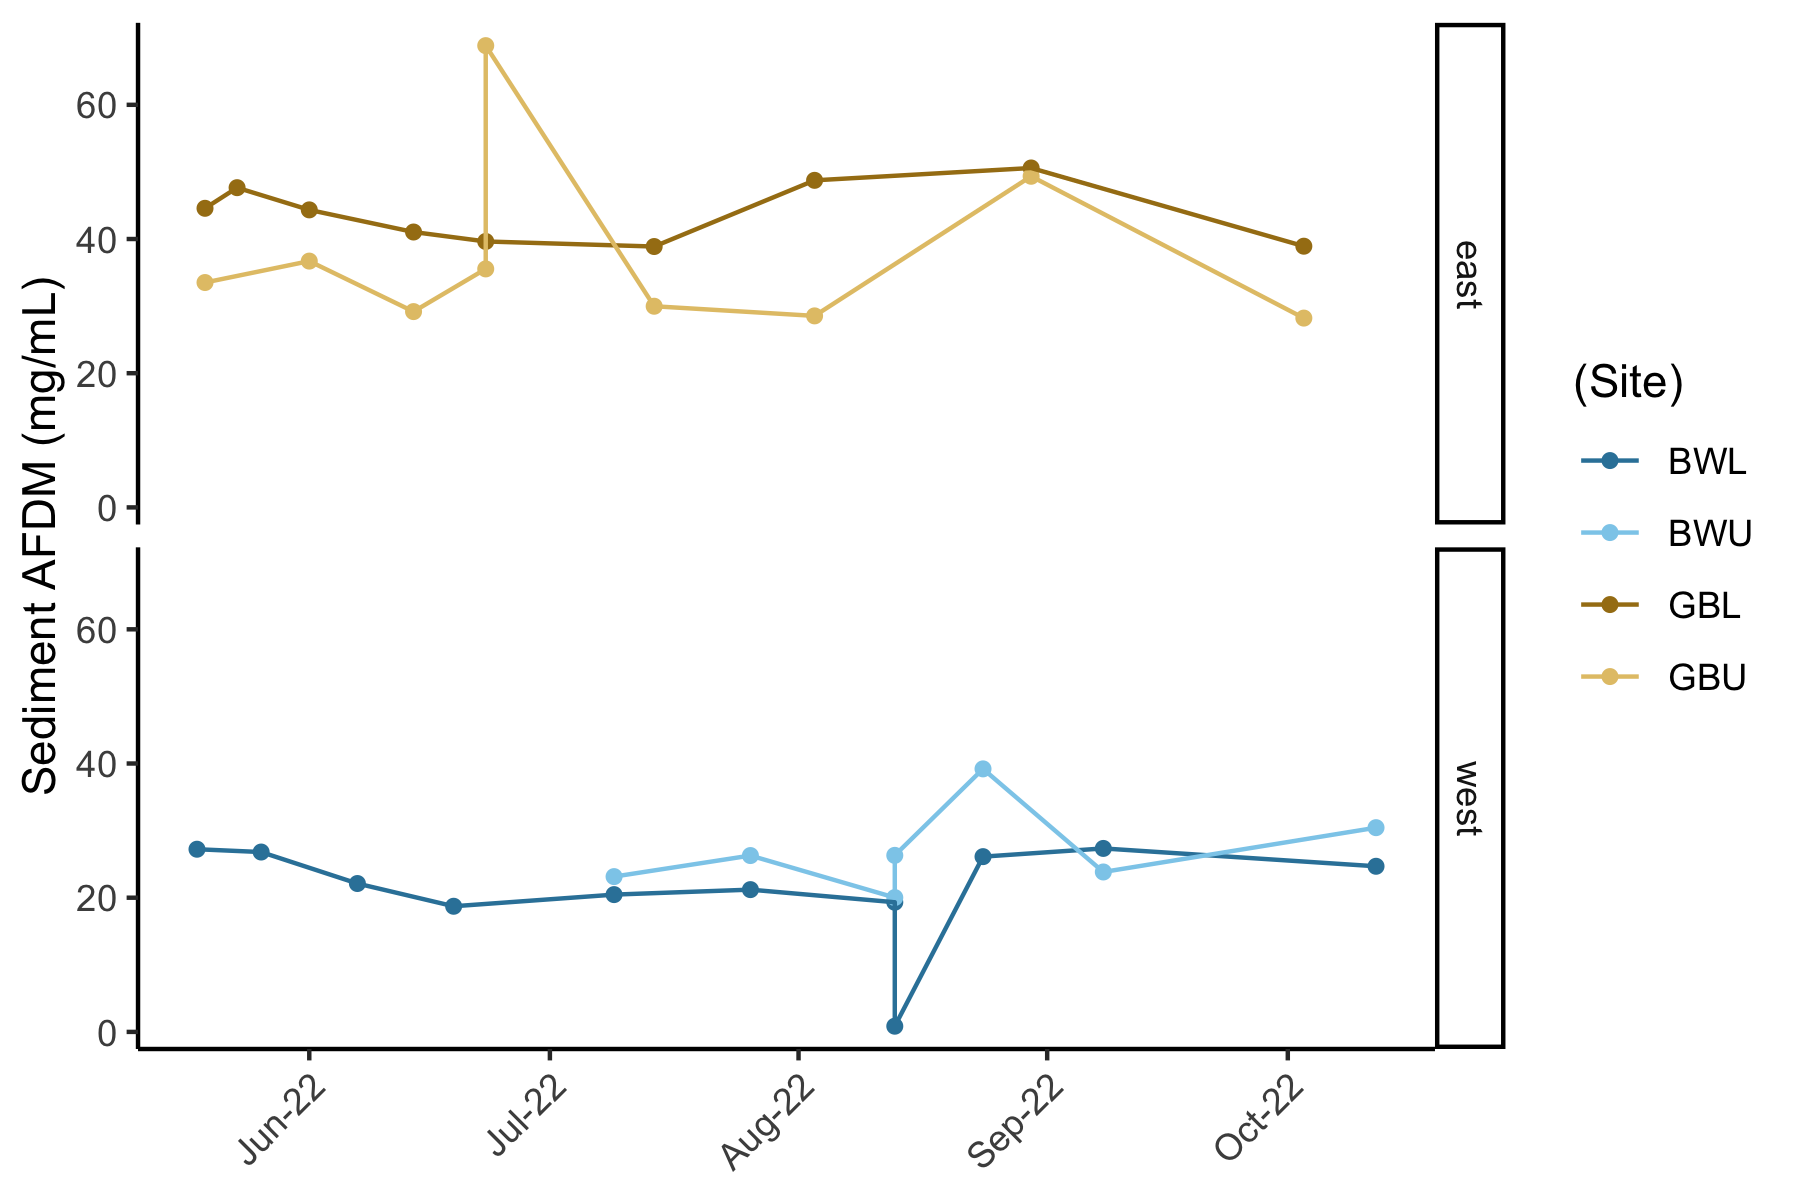 Sediment AFDM (mg/mL)
60
40
20
0
east
60
40
20
0
west
Jun-22
Jul-22
Aug-22
Sep-22
Oct-22
(Site)
BWL
BWU
GBL
GBU